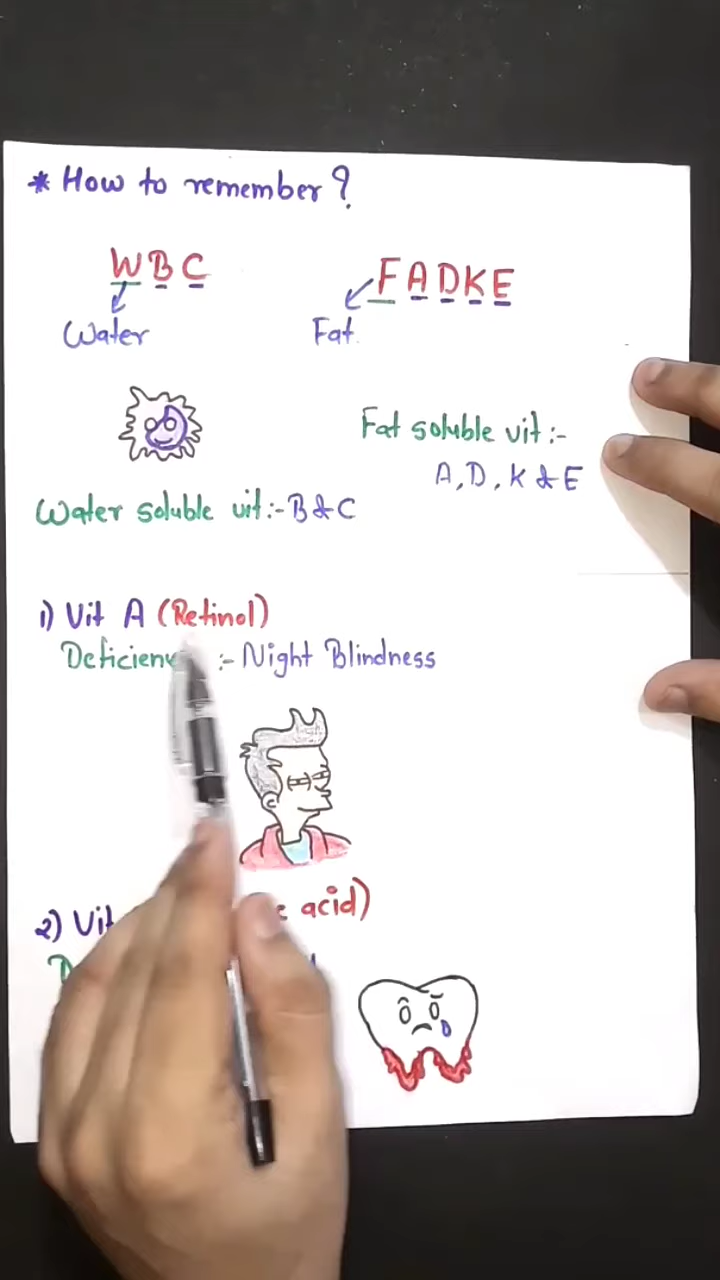 * How to remember?
WBC
FADKE
Water
Fat.
Fat soluble vit :-
A, D, K & E
Water soluble vit :- B & C
1) Vit A (Retinol)
:- Night Blindness
2) Vit acid)